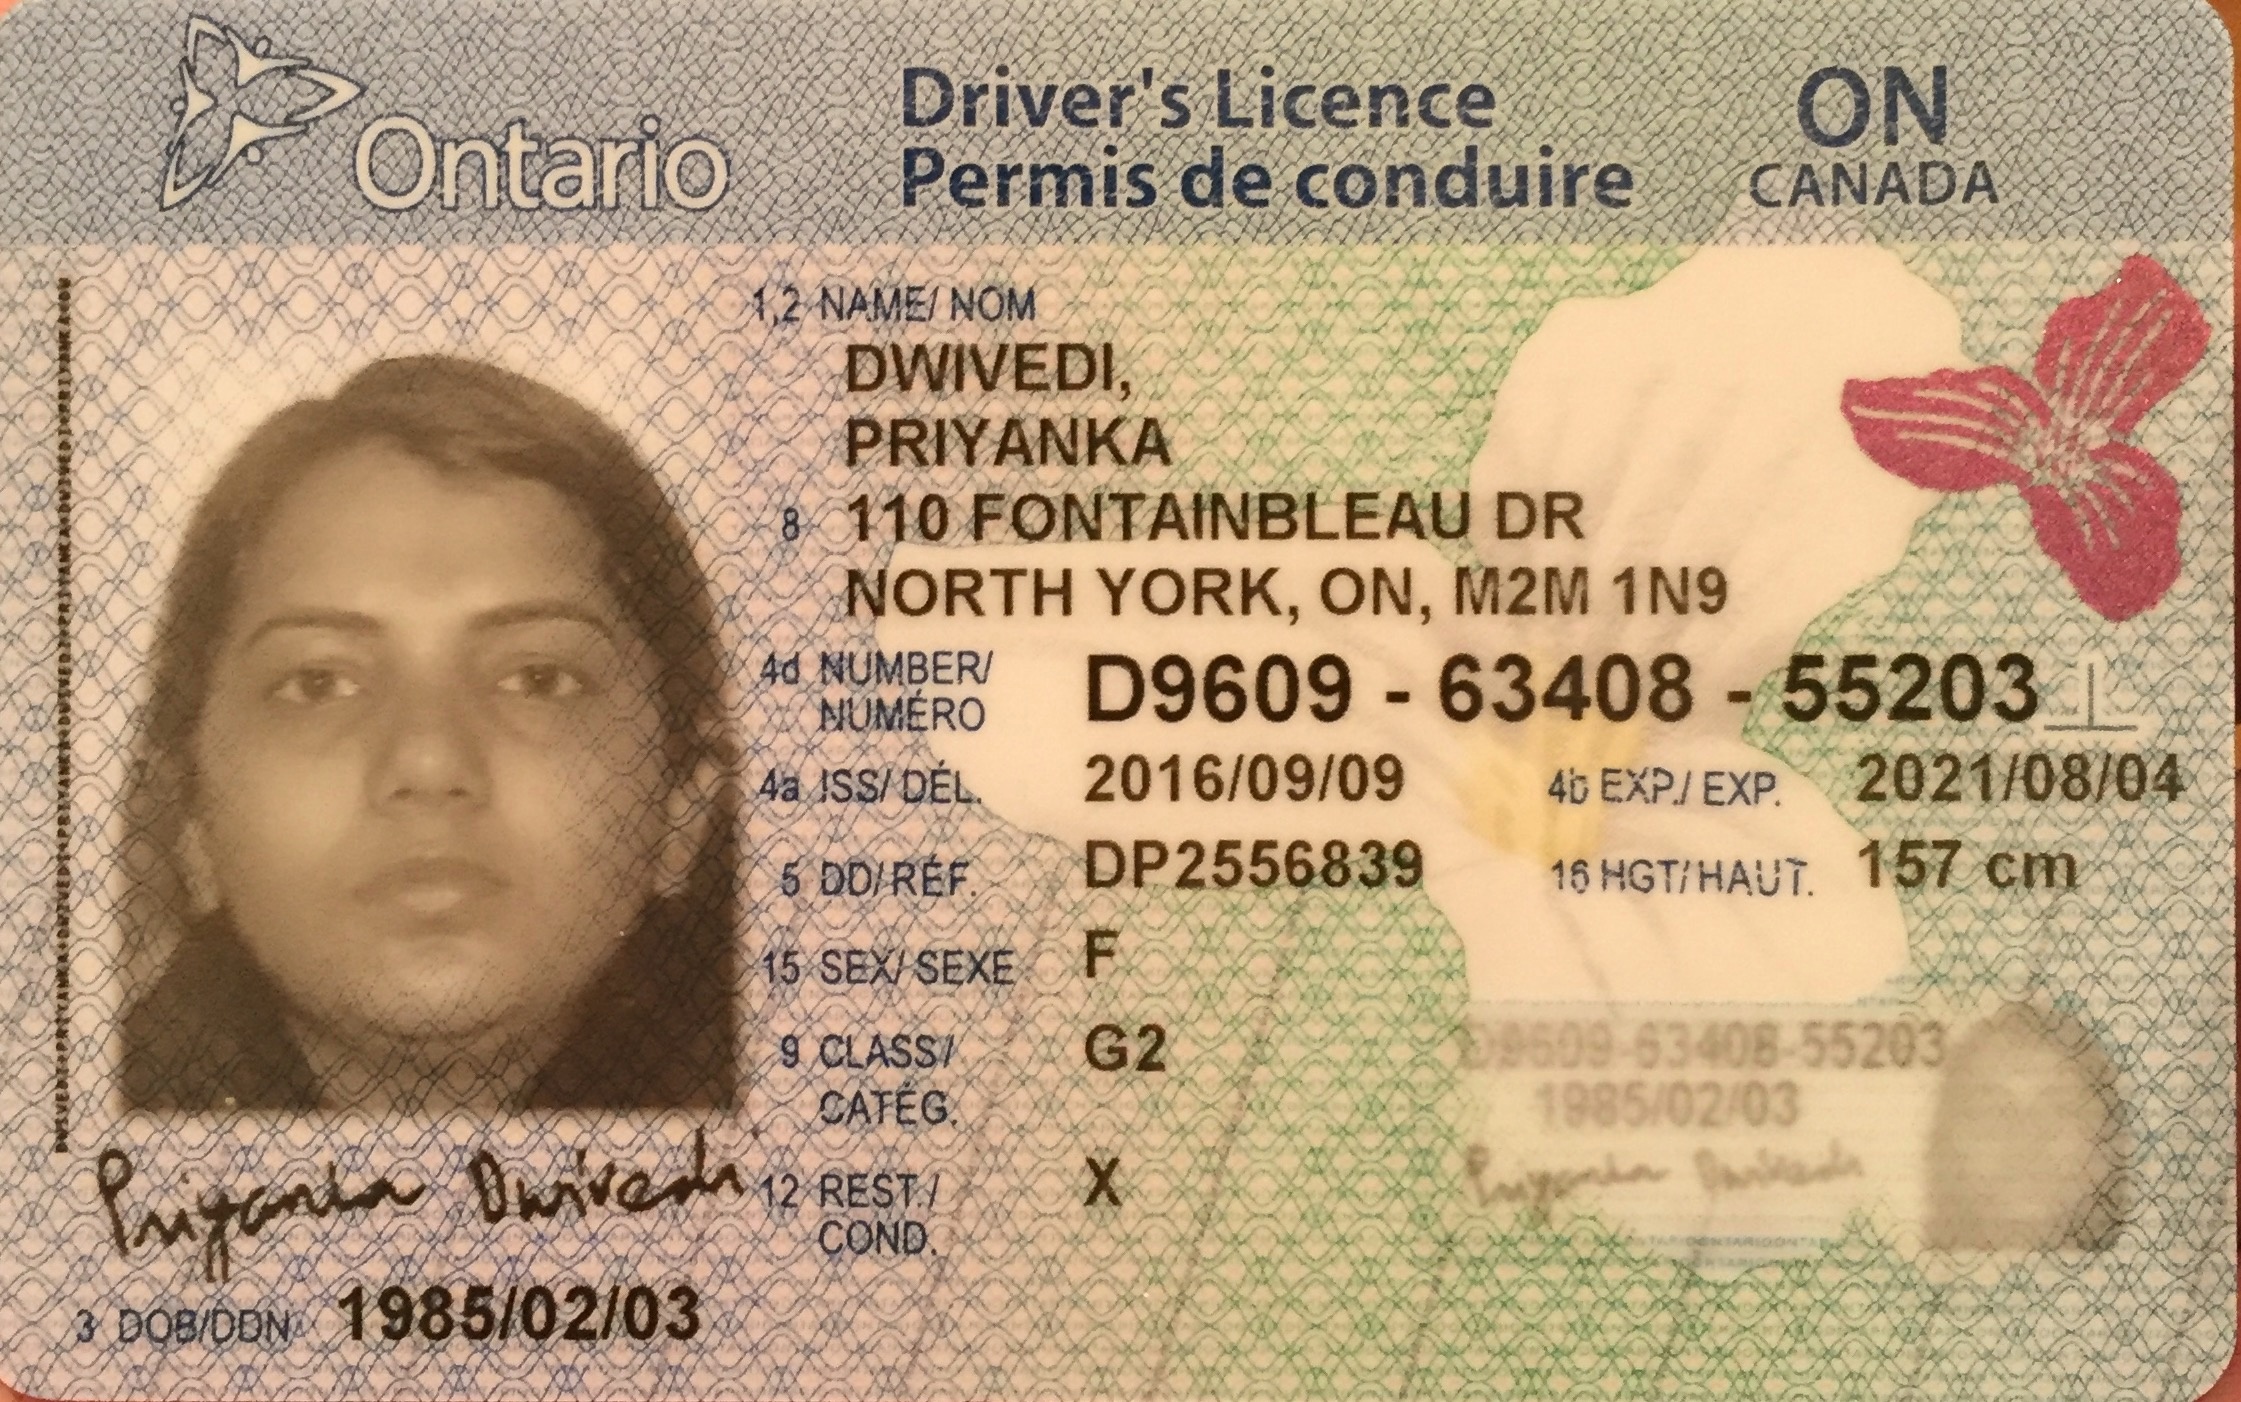 Ontario
Driver's Licence
Permis de conduire
ON
CANADA
1,2 NAME/ NOM
DWIVEDI,
PRIYANKA
8 110 FONTAINBLEAU DR
NORTH YORK, ON, M2M 1N9
4d NUMBER/
NUMÉRO
D9609 - 63408 - 55203
4a ISS/ DÉL. 2016/09/09 4b EXP./ EXP. 2021/08/04
5 DD/RÉF. DP2556839 16 HGT/HAUT. 157 cm
15 SEX/ SEXE F
9 CLASS/
CATÉG.
G2
12 REST./
COND.
X
D9609-63408-55203
1985/02/03
Priyanka Dwivedi
Priyanka Dwivedi
3 DOB/DDN 1985/02/03